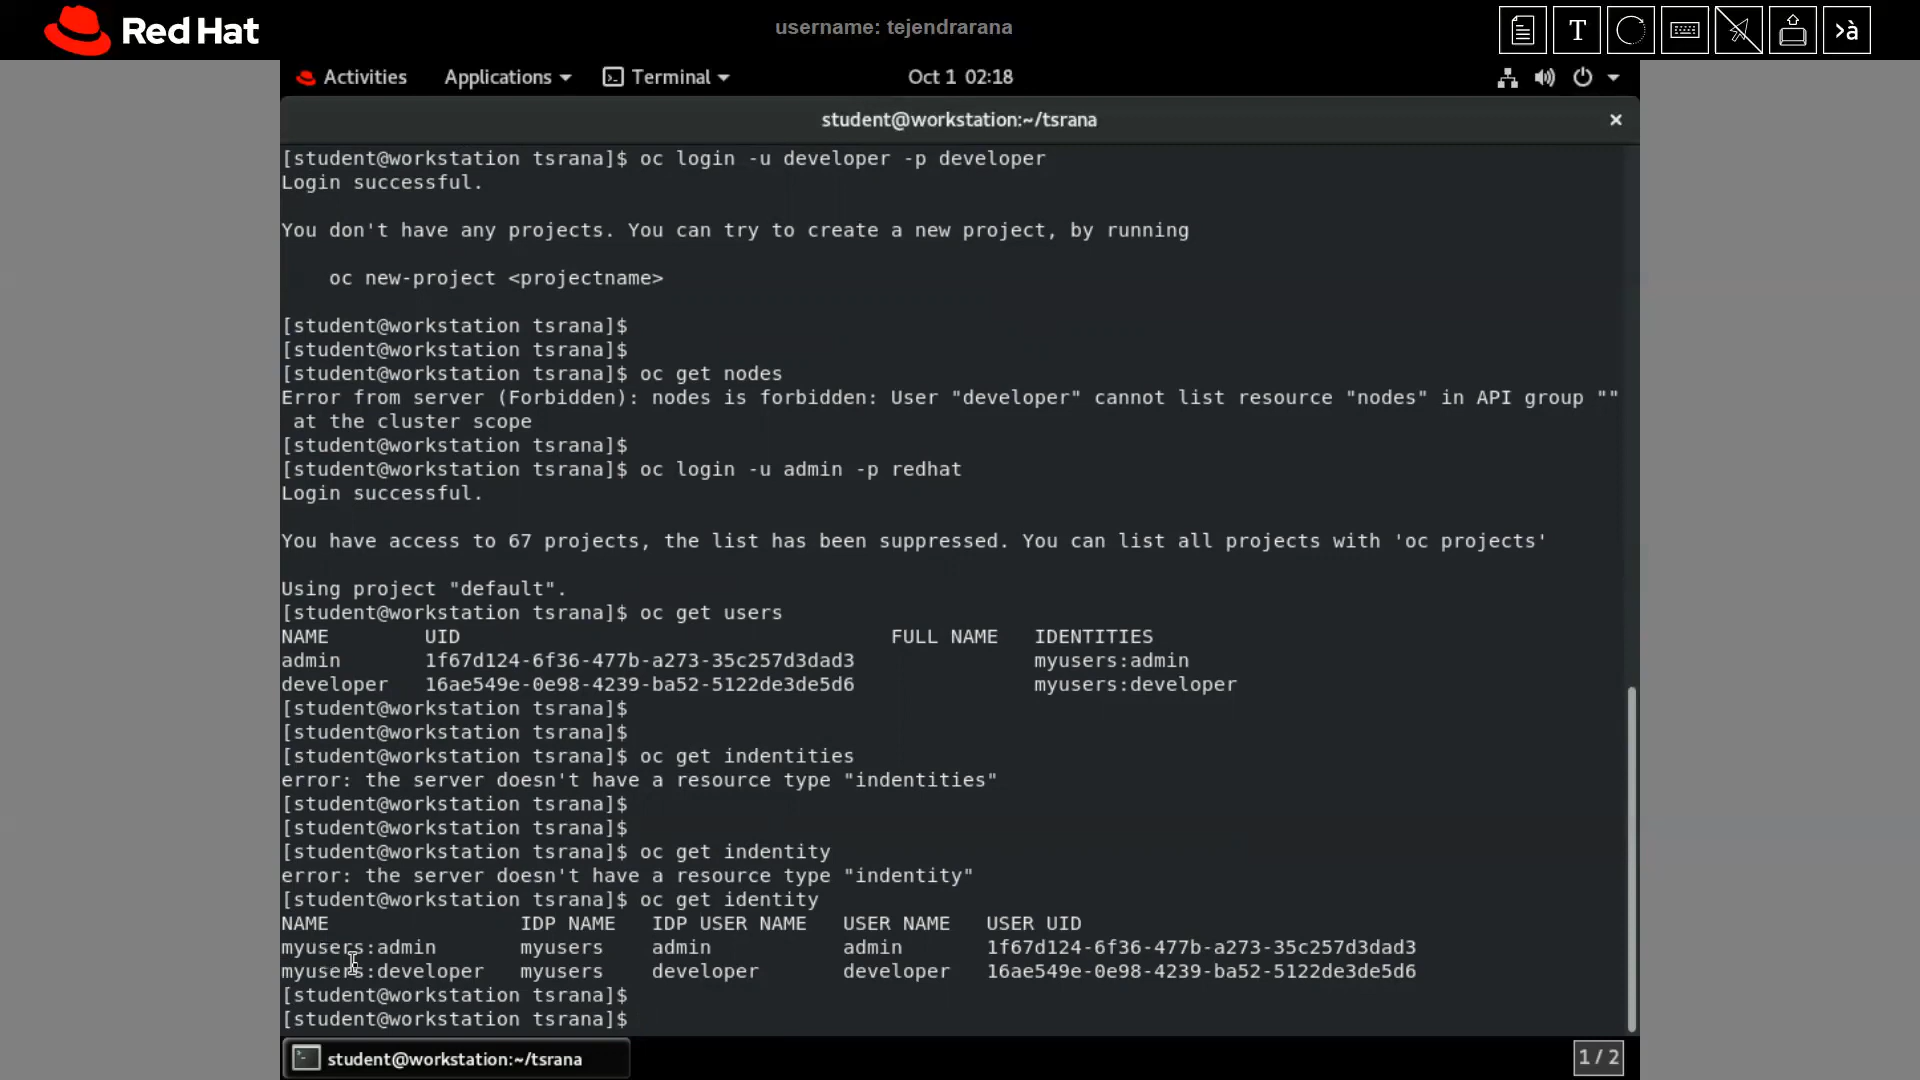 Red Hat
username: tejendrarana
T
>à
Activities Applications Terminal Oct 1 02:18
student@workstation:~/tsrana ×
[student@workstation tsrana]$ oc login -u developer -p developer
Login successful.
You don't have any projects. You can try to create a new project, by running
oc new-project <projectname>
[student@workstation tsrana]$
[student@workstation tsrana]$
[student@workstation tsrana]$ oc get nodes
Error from server (Forbidden): nodes is forbidden: User "developer" cannot list resource "nodes" in API group ""
at the cluster scope
[student@workstation tsrana]$
[student@workstation tsrana]$ oc login -u admin -p redhat
Login successful.
You have access to 67 projects, the list has been suppressed. You can list all projects with 'oc projects'
Using project "default".
[student@workstation tsrana]$ oc get users
NAME UID FULL NAME IDENTITIES
admin 1f67d124-6f36-477b-a273-35c257d3dad3 myusers:admin
developer 16ae549e-0e98-4239-ba52-5122de3de5d6 myusers:developer
[student@workstation tsrana]$
[student@workstation tsrana]$
[student@workstation tsrana]$ oc get indentities
error: the server doesn't have a resource type "indentities"
[student@workstation tsrana]$
[student@workstation tsrana]$
[student@workstation tsrana]$ oc get indentity
error: the server doesn't have a resource type "indentity"
[student@workstation tsrana]$ oc get identity
NAME IDP NAME IDP USER NAME USER NAME USER UID
myusers:admin myusers admin admin 1f67d124-6f36-477b-a273-35c257d3dad3
myusers:developer myusers developer developer 16ae549e-0e98-4239-ba52-5122de3de5d6
[student@workstation tsrana]$
[student@workstation tsrana]$
student@workstation:~/tsrana 1 / 2